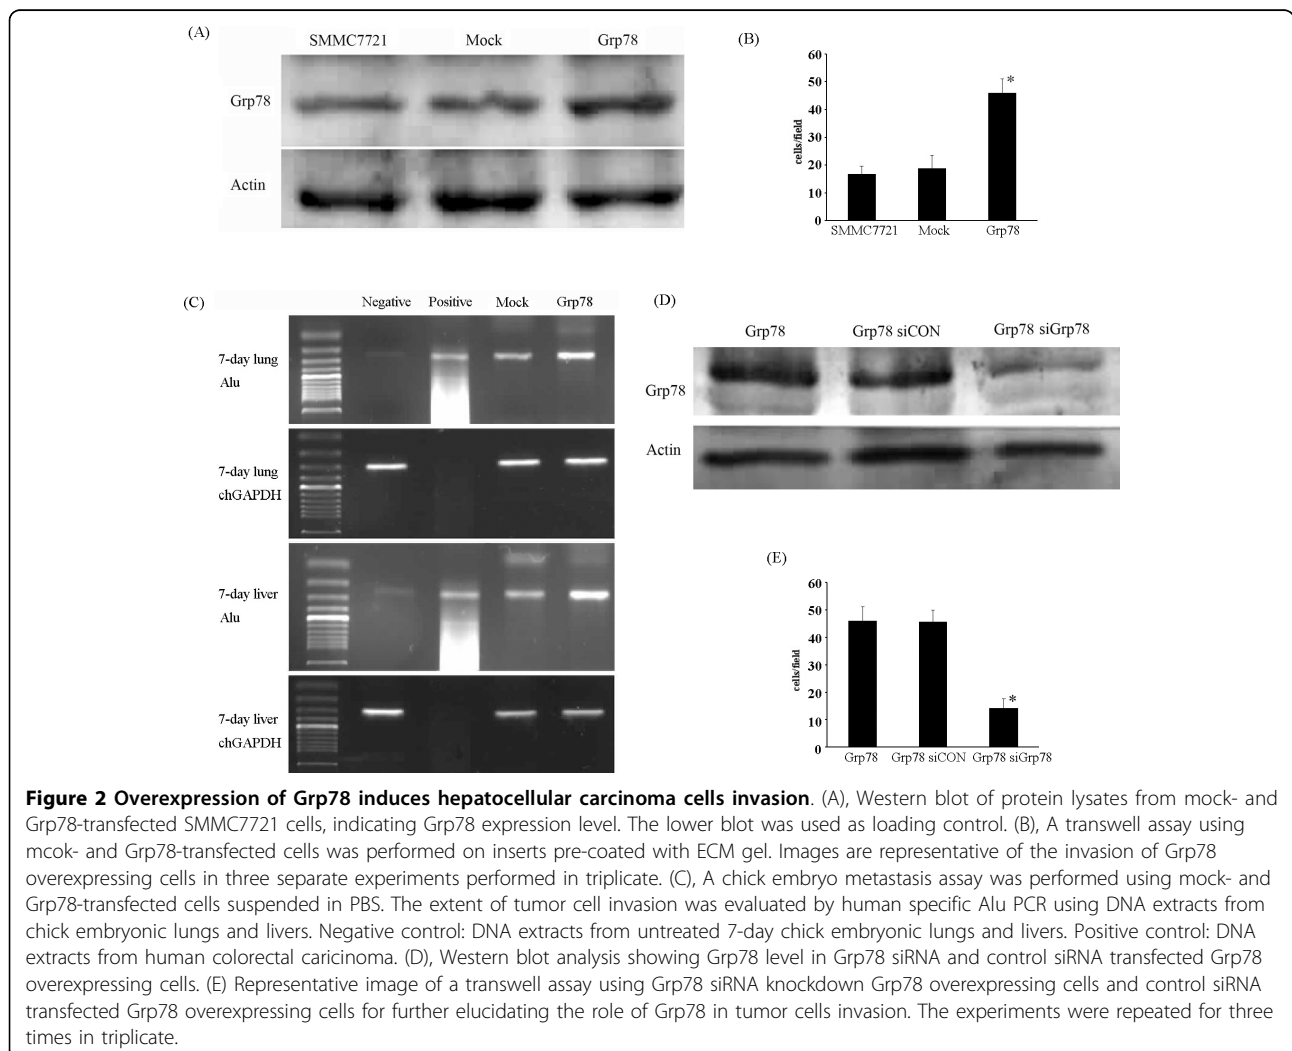 (A)
SMMC7721 Mock Grp78
Grp78
Actin
(B)
60
50
40
30
20
10
0
cells/field
*
SMMC7721 Mock Grp78
(C)
Negative Positive Mock Grp78
7-day lung
Alu
7-day lung
chGAPDH
7-day liver
Alu
7-day liver
chGAPDH
(D)
Grp78 Grp78 siCON Grp78 siGrp78
Grp78
Actin
(E)
60
50
40
30
20
10
0
cells/field
*
Grp78 Grp78 siCON Grp78 siGrp78
Figure 2 Overexpression of Grp78 induces hepatocellular carcinoma cells invasion. (A), Western blot of protein lysates from mock- and
Grp78-transfected SMMC7721 cells, indicating Grp78 expression level. The lower blot was used as loading control. (B), A transwell assay using
mcok- and Grp78-transfected cells was performed on inserts pre-coated with ECM gel. Images are representative of the invasion of Grp78
overexpressing cells in three separate experiments performed in triplicate. (C), A chick embryo metastasis assay was performed using mock- and
Grp78-transfected cells suspended in PBS. The extent of tumor cell invasion was evaluated by human specific Alu PCR using DNA extracts from
chick embryonic lungs and livers. Negative control: DNA extracts from untreated 7-day chick embryonic lungs and livers. Positive control: DNA
extracts from human colorectal caricinoma. (D), Western blot analysis showing Grp78 level in Grp78 siRNA and control siRNA transfected Grp78
overexpressing cells. (E) Representative image of a transwell assay using Grp78 siRNA knockdown Grp78 overexpressing cells and control siRNA
transfected Grp78 overexpressing cells for further elucidating the role of Grp78 in tumor cells invasion. The experiments were repeated for three
times in triplicate.